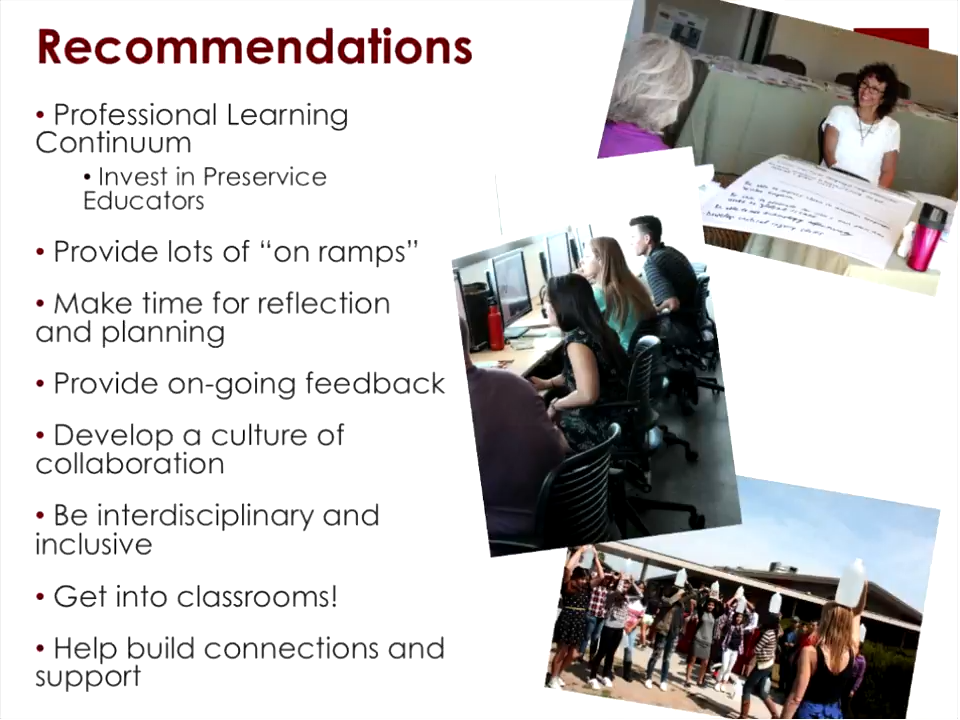 Recommendations
• Professional Learning
Continuum
• Invest in Preservice
Educators
• Provide lots of “on ramps”
• Make time for reflection
and planning
• Provide on-going feedback
• Develop a culture of
collaboration
• Be interdisciplinary and
inclusive
• Get into classrooms!
• Help build connections and
support